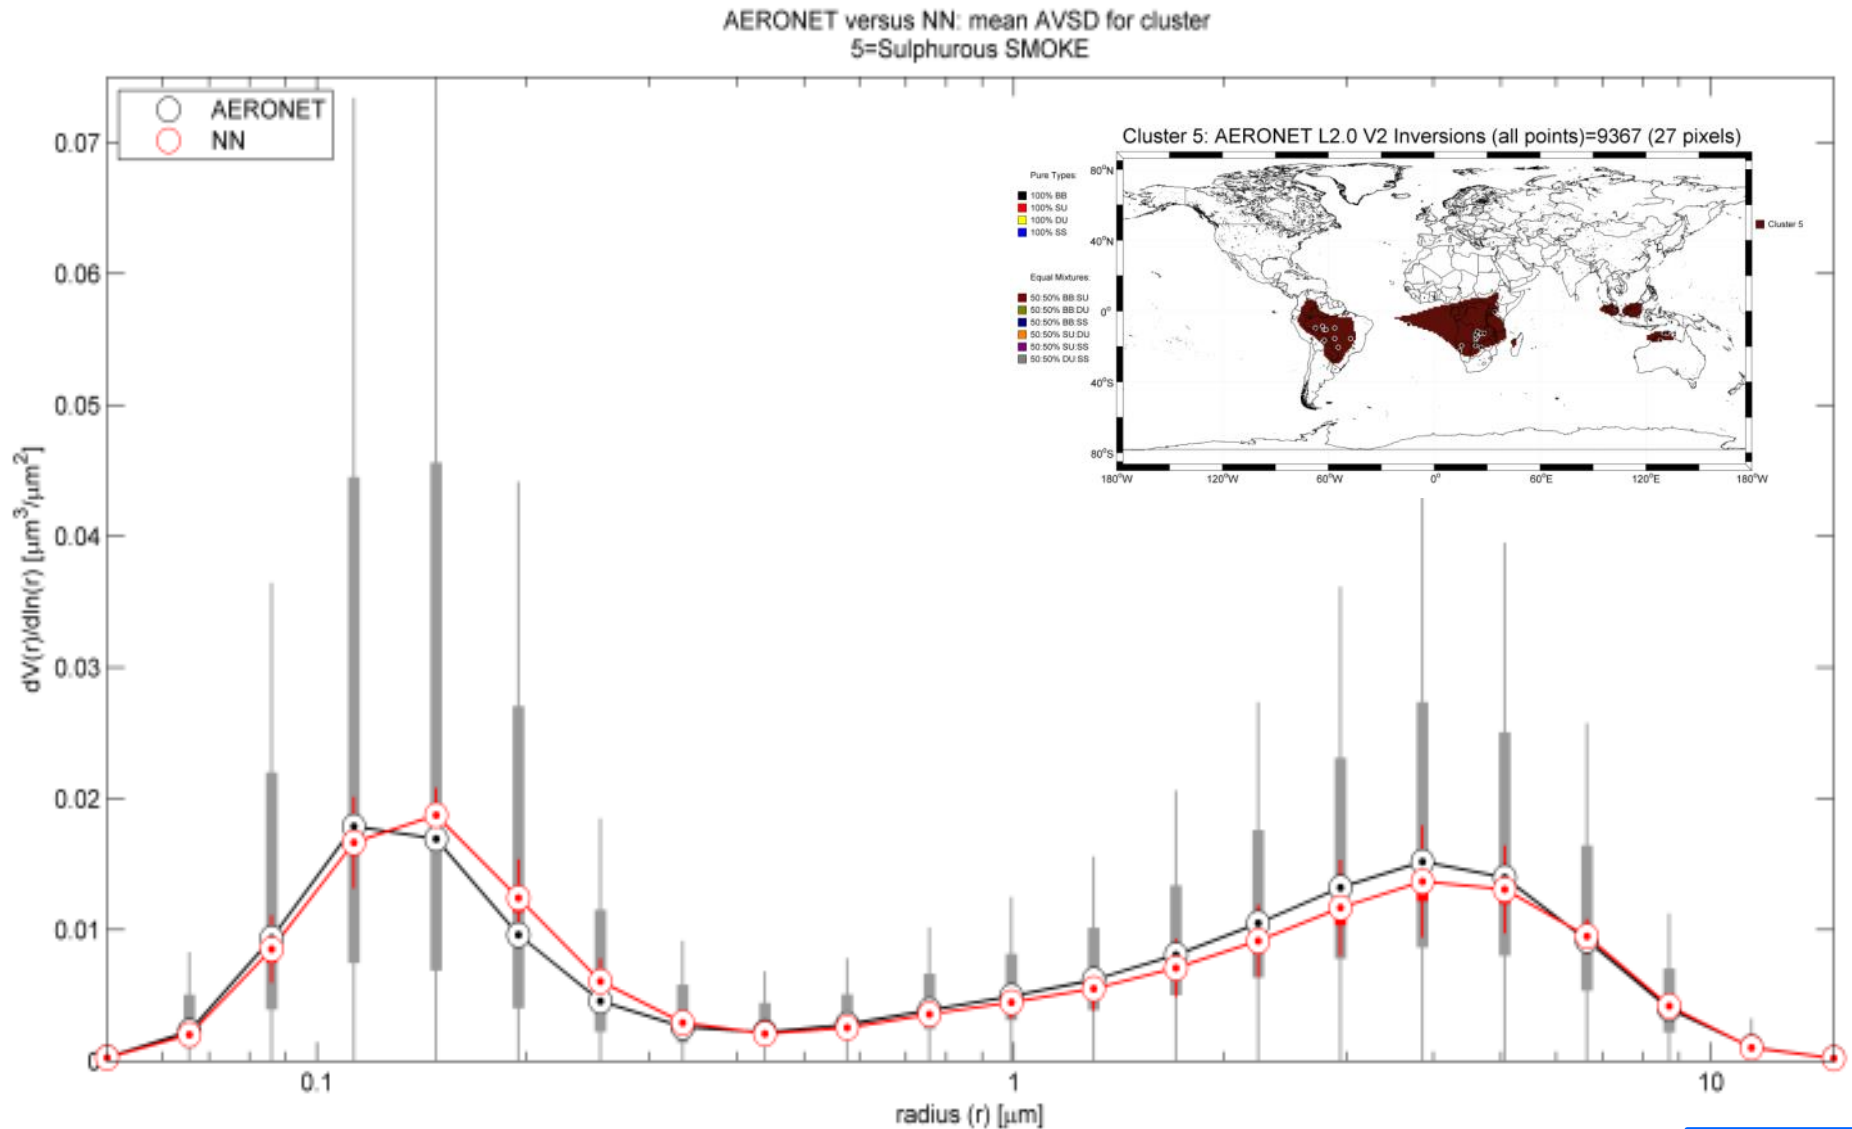 AERONET versus NN: mean AVSD for cluster
5=Sulphurous SMOKE
AERONET
NN
0.07
0.06
0.05
0.04
0.03
0.02
0.01
0
dV(r)/dln(r) [μm³/μm²]
0.1
1
10
radius (r) [μm]
Cluster 5: AERONET L2.0 V2 Inversions (all points)=9367 (27 pixels)
Pure Types:
100% BB
100% SU
100% DU
100% SS
Equal Mixtures:
50:50% BB:SU
50:50% BB:DU
50:50% BB:SS
50:50% SU:DU
50:50% SU:SS
50:50% DU:SS
80°N
40°N
0°
40°S
80°S
180°W
120°W
60°W
0°
60°E
120°E
180°W
Cluster 5